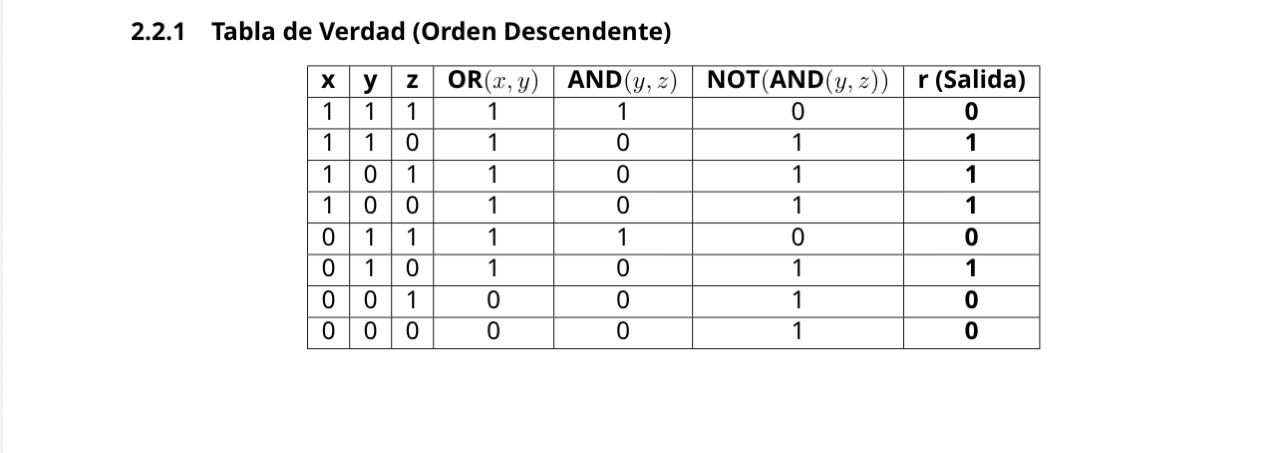 2.2.1 Tabla de Verdad (Orden Descendente)
x y z OR(x, y) AND(y, z) NOT(AND(y, z)) r (Salida)
1 1 1 1 1 0 0
1 1 0 1 0 1 1
1 0 1 1 0 1 1
1 0 0 1 0 1 1
0 1 1 1 1 0 0
0 1 0 1 0 1 1
0 0 1 0 0 1 0
0 0 0 0 0 1 0